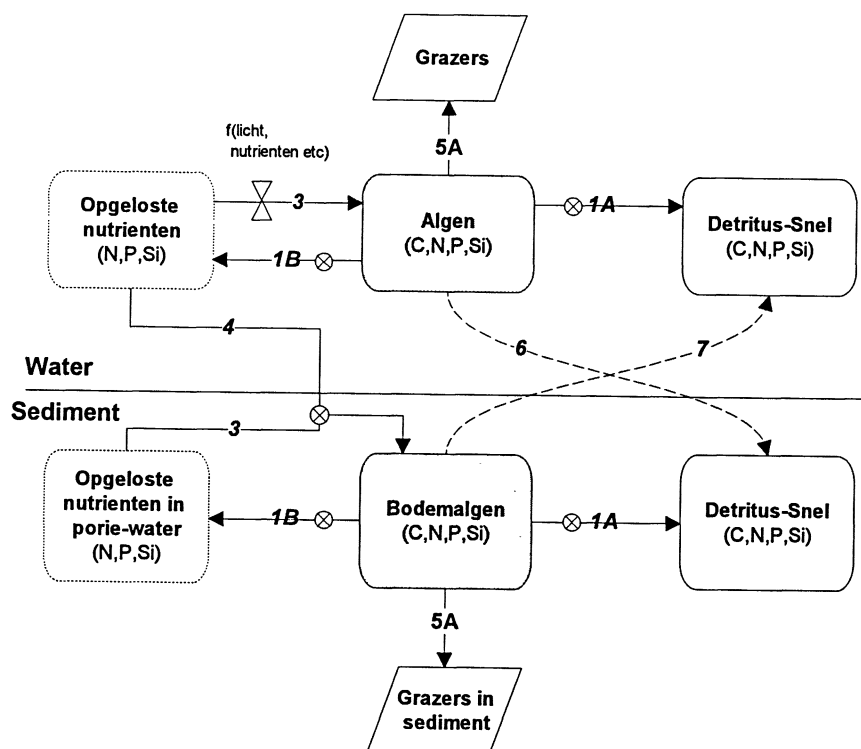 Grazers
f(licht,
nutrienten etc)
5A
Opgeloste
nutrienten
(N,P,Si)
3
1B
Algen
(C,N,P,Si)
1A
Detritus-Snel
(C,N,P,Si)
4
6
7
Water
Sediment
3
Opgeloste
nutrienten in
porie-water
(N,P,Si)
1B
Bodemalgen
(C,N,P,Si)
1A
Detritus-Snel
(C,N,P,Si)
5A
Grazers in
sediment